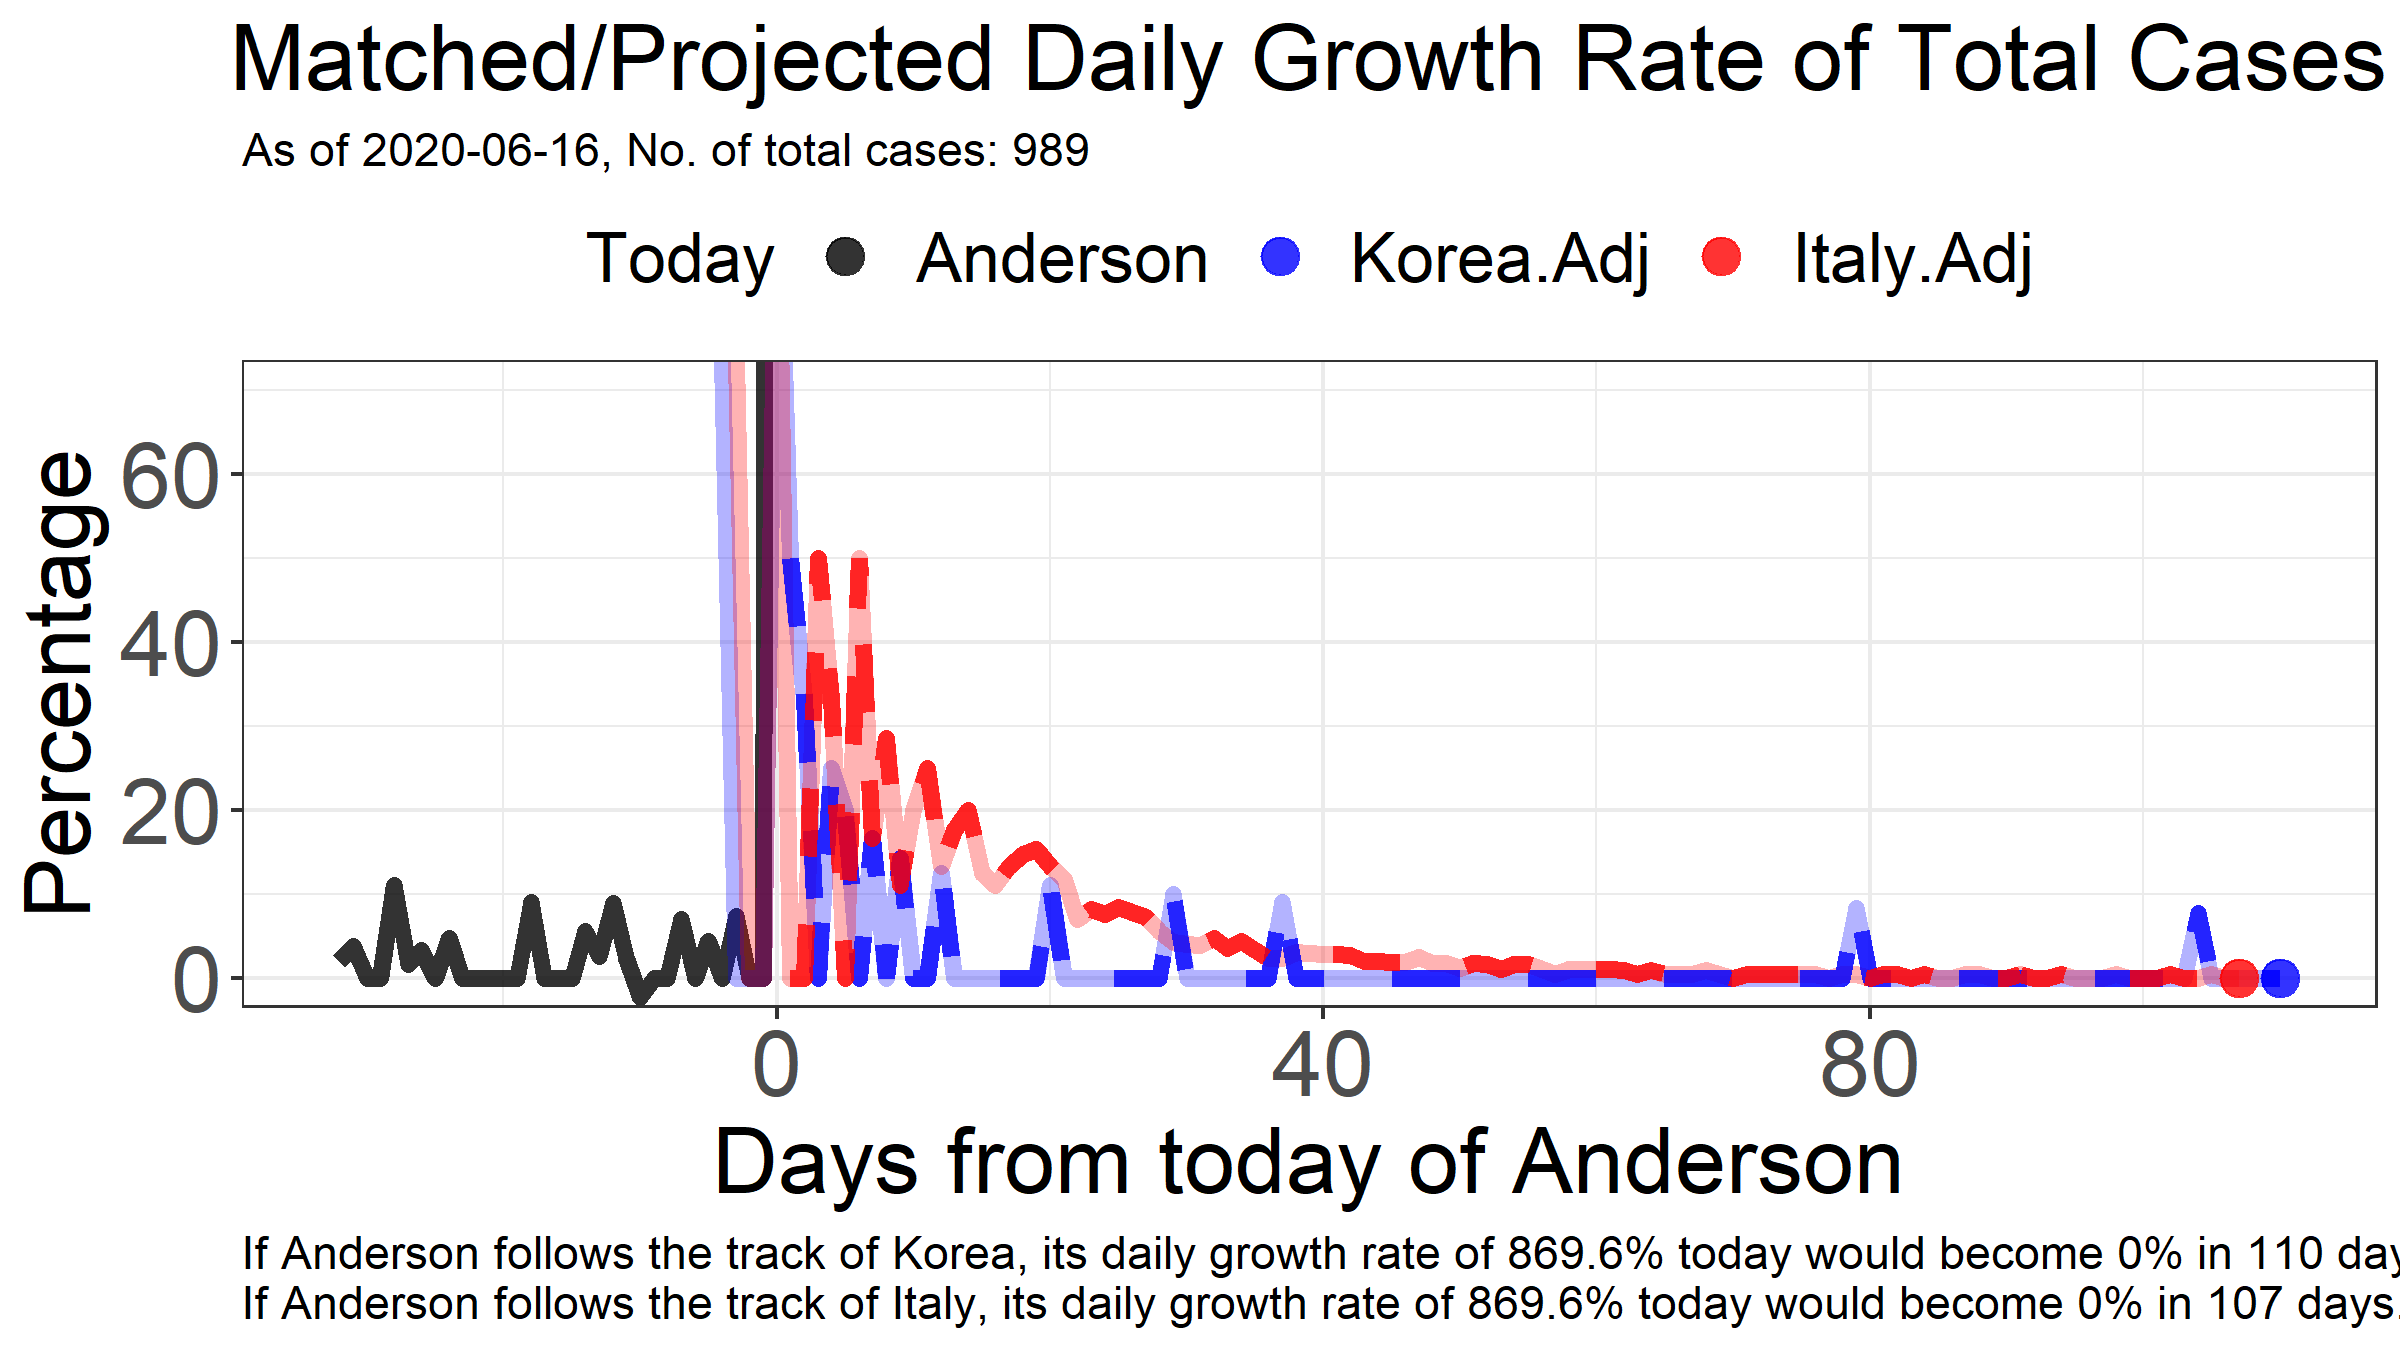 Matched/Projected Daily Growth Rate of Total Cases
As of 2020-06-16, No. of total cases: 989
Today Anderson Korea.Adj Italy.Adj
Percentage
60
40
20
0
0 40 80
Days from today of Anderson
If Anderson follows the track of Korea, its daily growth rate of 869.6% today would become 0% in 110 day
If Anderson follows the track of Italy, its daily growth rate of 869.6% today would become 0% in 107 days.